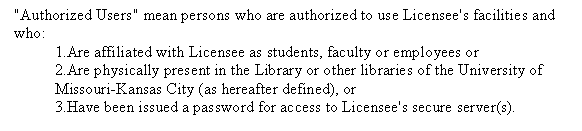 "Authorized Users" mean persons who are authorized to use Licensee's facilities and
who:
1.Are affiliated with Licensee as students, faculty or employees or
2.Are physically present in the Library or other libraries of the University of
Missouri-Kansas City (as hereafter defined), or
3.Have been issued a password for access to Licensee's secure server(s).